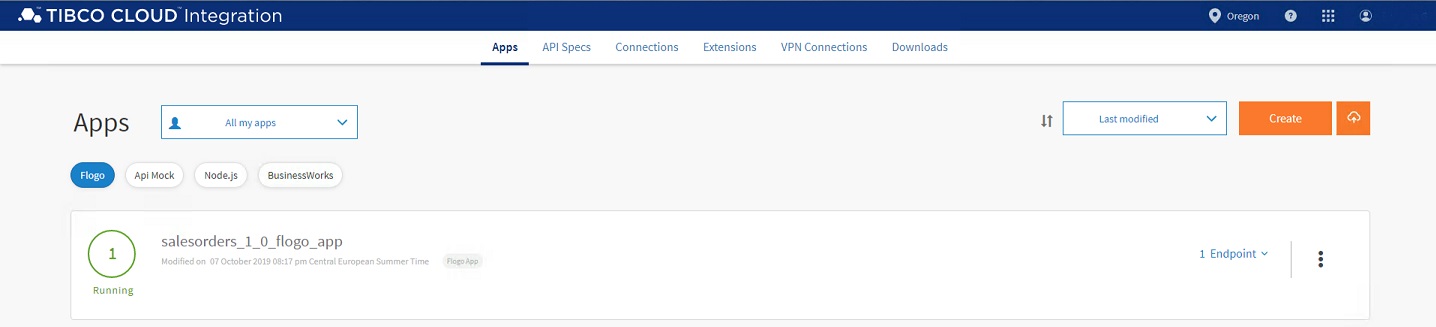 TIBCO CLOUD™ Integration
Oregon
Apps API Specs Connections Extensions VPN Connections Downloads
Apps All my apps Last modified Create
Flogo Api Mock Node.js BusinessWorks
1 salesorders_1_0_flogo_app
Modified on 07 October 2019 08:17 pm Central European Summer Time Flogo App 1 Endpoint
Running